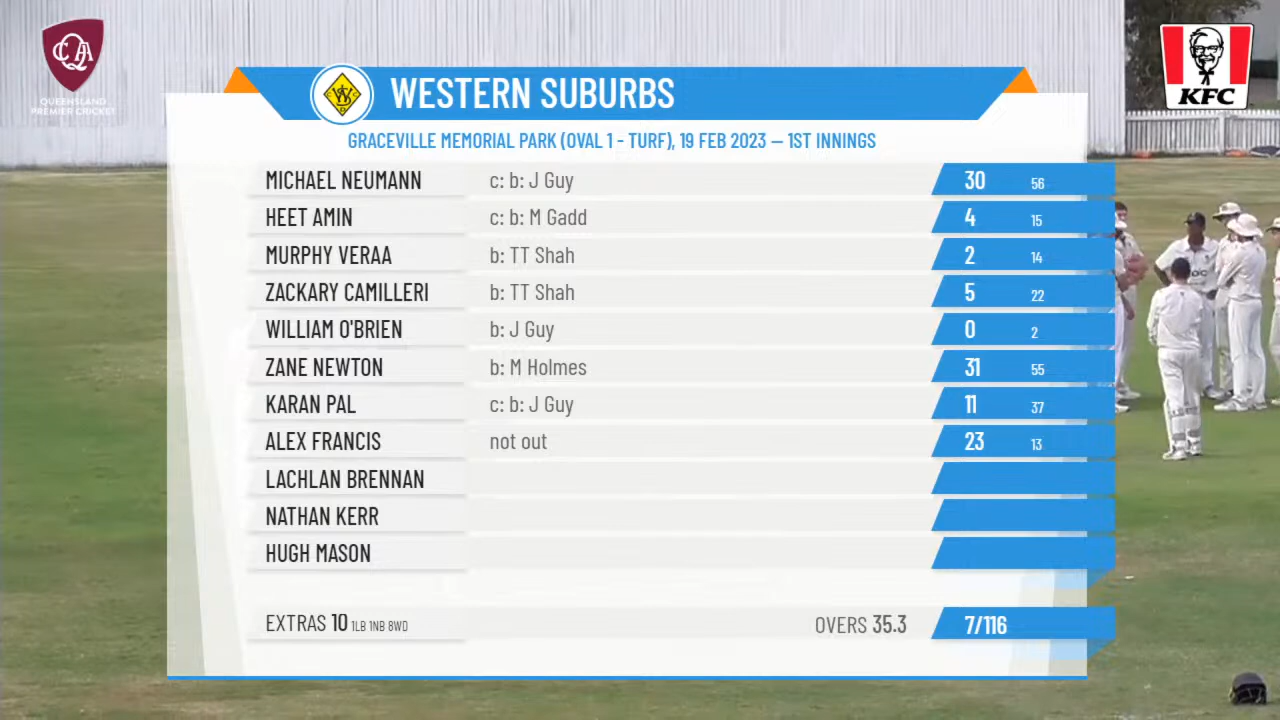 QUEENSLAND
PREMIER CRICKET
KFC
WESTERN SUBURBS
GRACEVILLE MEMORIAL PARK (OVAL 1 - TURF), 19 FEB 2023 — 1ST INNINGS
MICHAEL NEUMANN c: b: J Guy 30 56
HEET AMIN c: b: M Gadd 4 15
MURPHY VERAA b: TT Shah 2 14
ZACKARY CAMILLERI b: TT Shah 5 22
WILLIAM O'BRIEN b: J Guy 0 2
ZANE NEWTON b: M Holmes 31 55
KARAN PAL c: b: J Guy 11 37
ALEX FRANCIS not out 23 13
LACHLAN BRENNAN
NATHAN KERR
HUGH MASON
EXTRAS 10 1LB 1NB 8WD OVERS 35.3 7/116